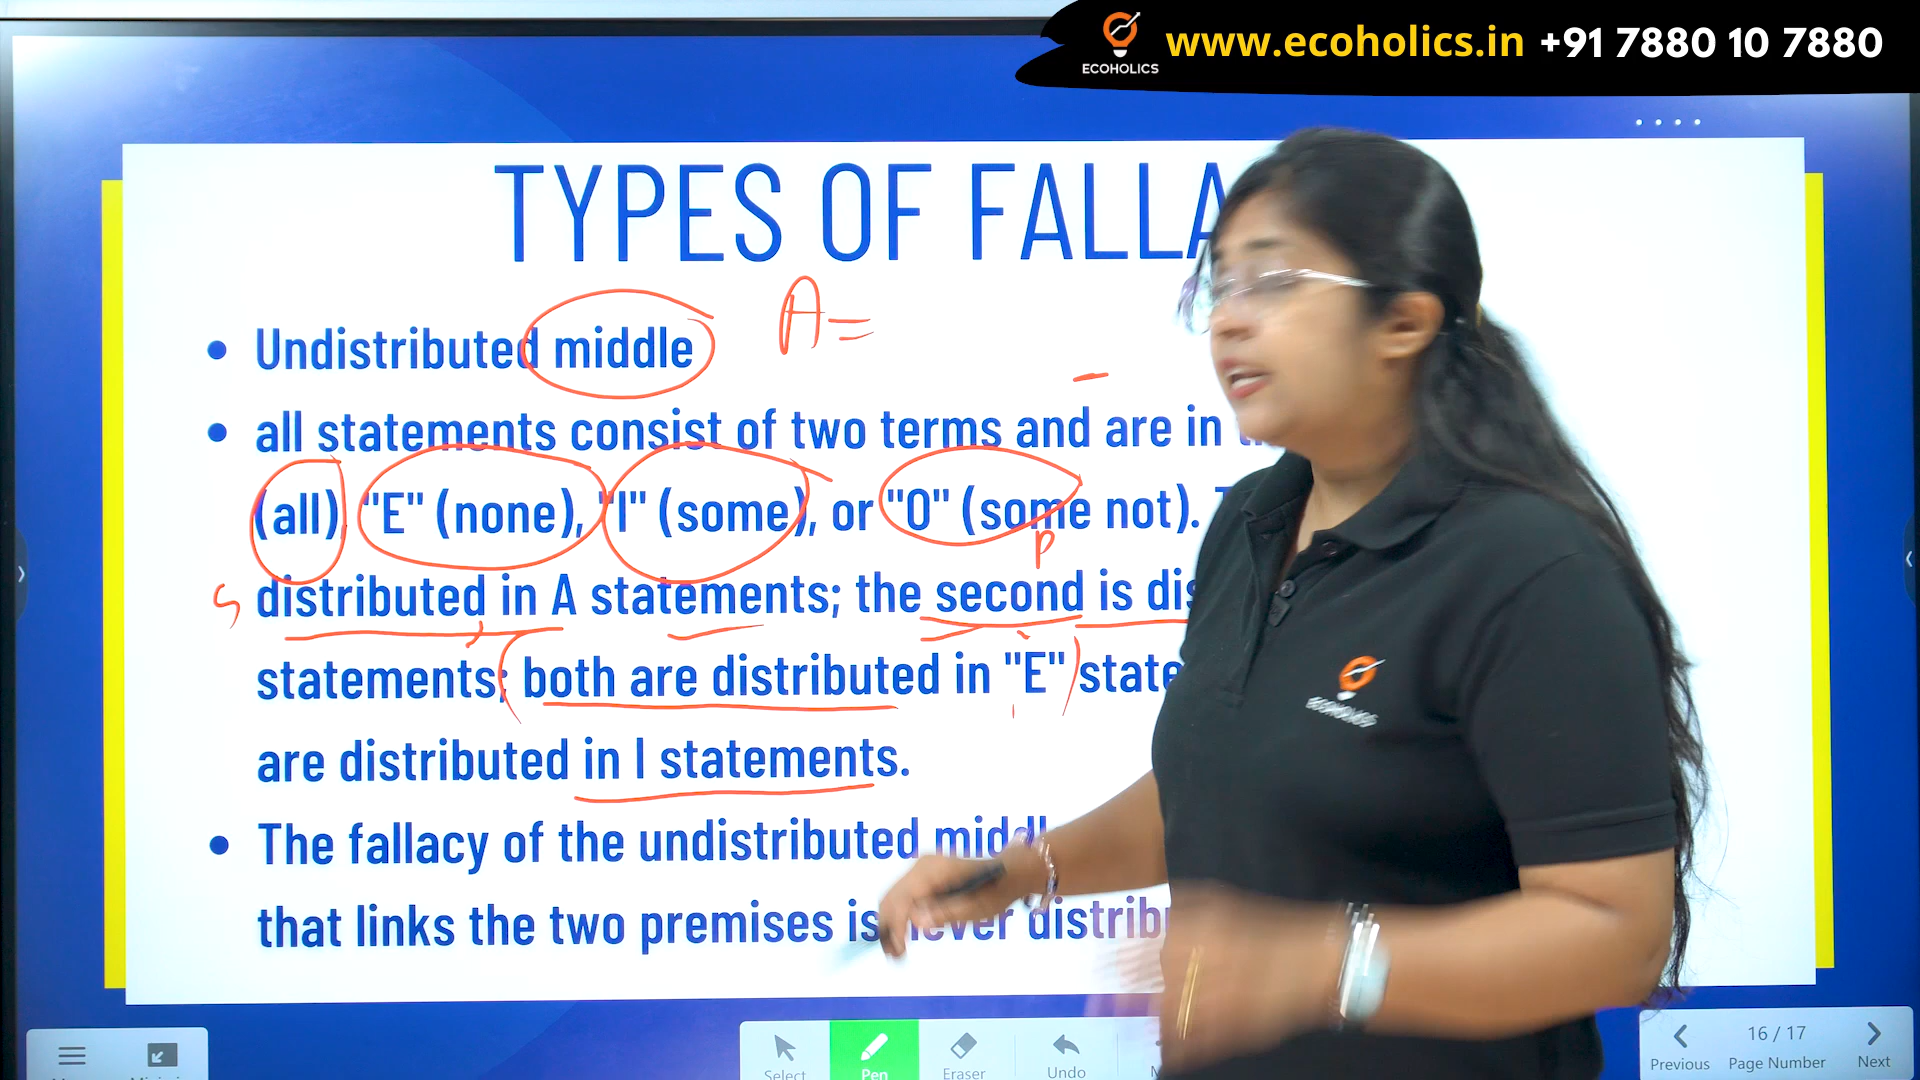 ECOHOLICS
www.ecoholics.in +91 7880 10 7880
TYPES OF FALLA
A=
Undistributed middle
all statements consist of two terms and are in
(all), "E" (none), "I" (some), or "O" (some not).
P
S
distributed in A statements; the second is dis
statements; both are distributed in "E" state
are distributed in I statements.
The fallacy of the undistributed middl
that links the two premises is never distribu
ECOHOLICS
Select
Pen
Eraser
Undo
Previous
16 / 17
Page Number
Next